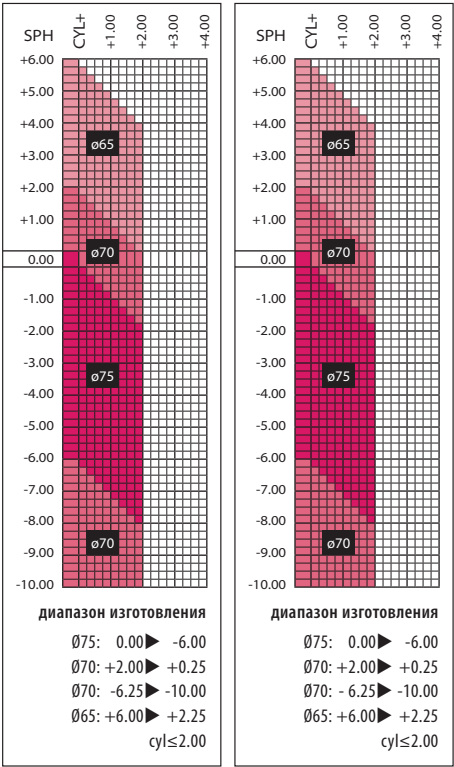 SPH CYL+ +1.00 +2.00 +3.00 +4.00
+6.00
+5.00
+4.00
ø65
+3.00
+2.00
+1.00
ø70
0.00
-1.00
-2.00
-3.00
ø75
-4.00
-5.00
-6.00
-7.00
-8.00
ø70
-9.00
-10.00
диапазон изготовления
Ø75: 0.00▶ -6.00
Ø70: +2.00▶ +0.25
Ø70: -6.25▶ -10.00
Ø65: +6.00▶ +2.25
cyl≤2.00
SPH CYL+ +1.00 +2.00 +3.00 +4.00
+6.00
+5.00
+4.00
ø65
+3.00
+2.00
+1.00
ø70
0.00
-1.00
-2.00
-3.00
ø75
-4.00
-5.00
-6.00
-7.00
-8.00
ø70
-9.00
-10.00
диапазон изготовления
Ø75: 0.00▶ -6.00
Ø70: +2.00▶ +0.25
Ø70: - 6.25▶ -10.00
Ø65: +6.00▶ +2.25
cyl≤2.00